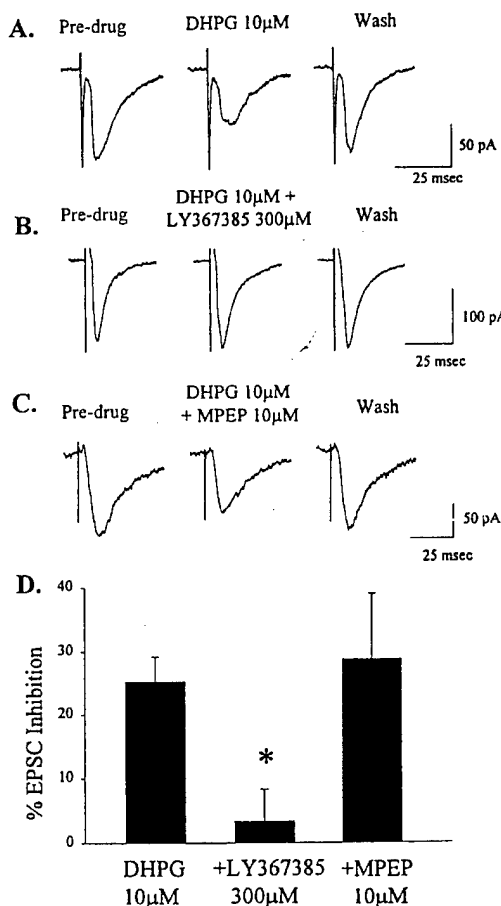 A.
Pre-drug DHPG 10μM Wash
50 pA
25 msec
B.
Pre-drug DHPG 10μM +
LY367385 300μM Wash
100 pA
25 msec
C.
Pre-drug DHPG 10μM
+ MPEP 10μM Wash
50 pA
25 msec
D.
% EPSC Inhibition
40
30
20
10
0
*
DHPG +LY367385 +MPEP
10μM 300μM 10μM